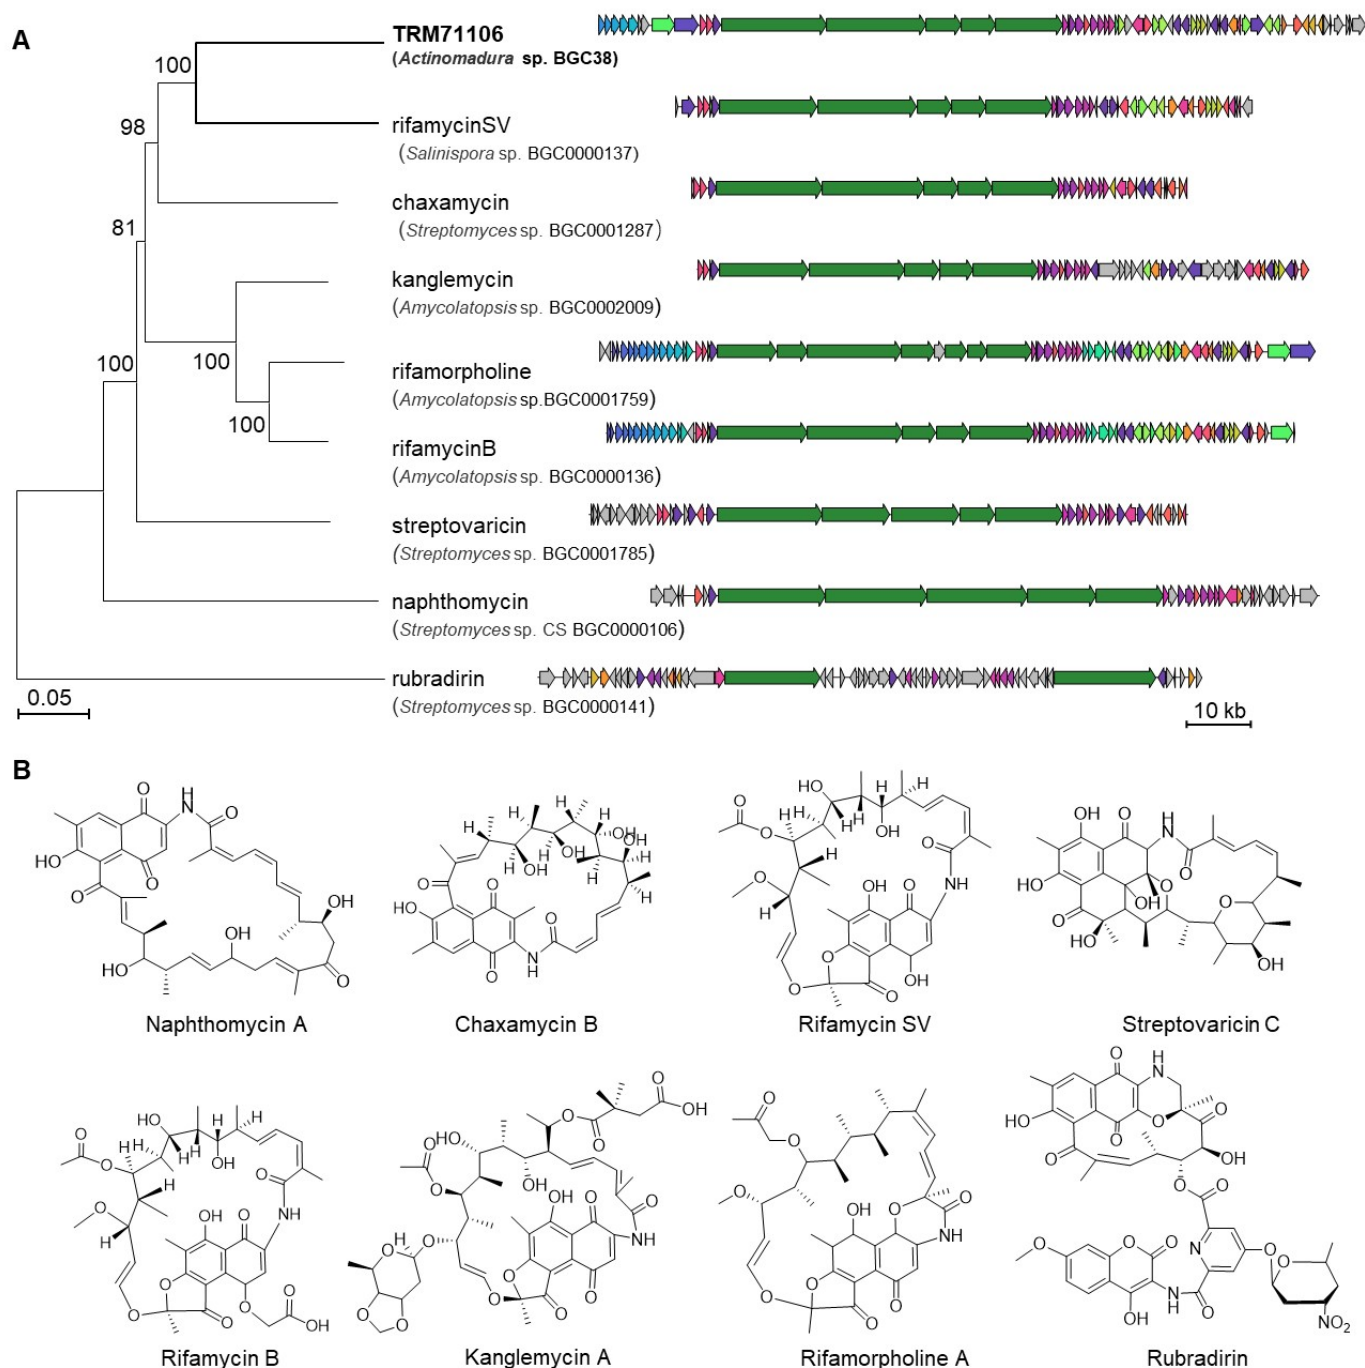 A
TRM71106
(Actinomadura sp. BGC38)
100
rifamycinSV
(Salinispora sp. BGC0000137)
98
chaxamycin
(Streptomyces sp. BGC0001287)
81
kanglemycin
(Amycolatopsis sp. BGC0002009)
100
100
rifamorpholine
(Amycolatopsis sp.BGC0001759)
100
rifamycinB
(Amycolatopsis sp. BGC0000136)
streptovaricin
(Streptomyces sp. BGC0001785)
naphthomycin
(Streptomyces sp. CS BGC0000106)
rubradirin
(Streptomyces sp. BGC0000141)
0.05
10 kb
B
Naphthomycin A
Chaxamycin B
Rifamycin SV
Streptovaricin C
Rifamycin B
Kanglemycin A
Rifamorpholine A
Rubradirin
NO2